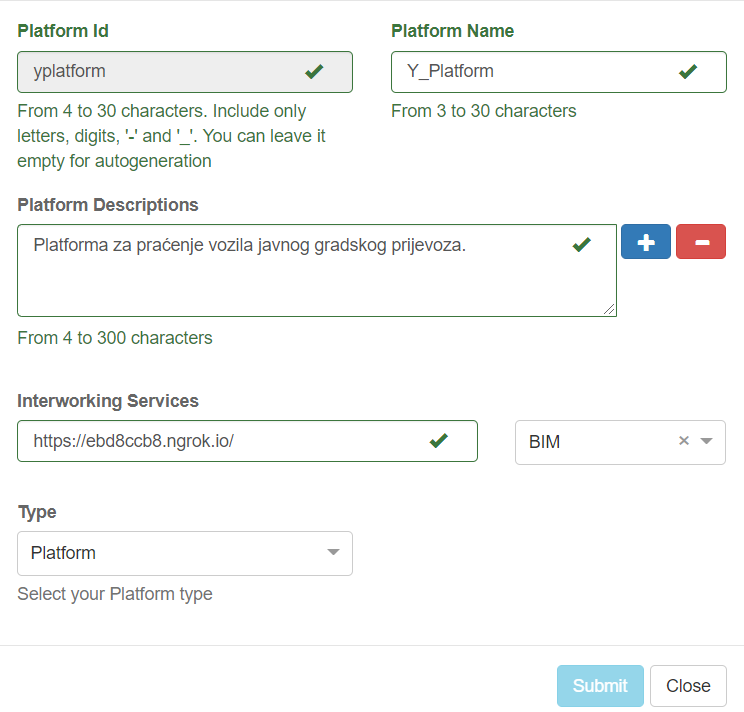 Platform Id
Platform Name
yplatform
Y_Platform
From 4 to 30 characters. Include only
letters, digits, '-' and '_'. You can leave it
empty for autogeneration
From 3 to 30 characters
Platform Descriptions
Platforma za praćenje vozila javnog gradskog prijevoza.
From 4 to 300 characters
Interworking Services
https://ebd8ccb8.ngrok.io/
BIM
Type
Platform
Select your Platform type
Submit
Close